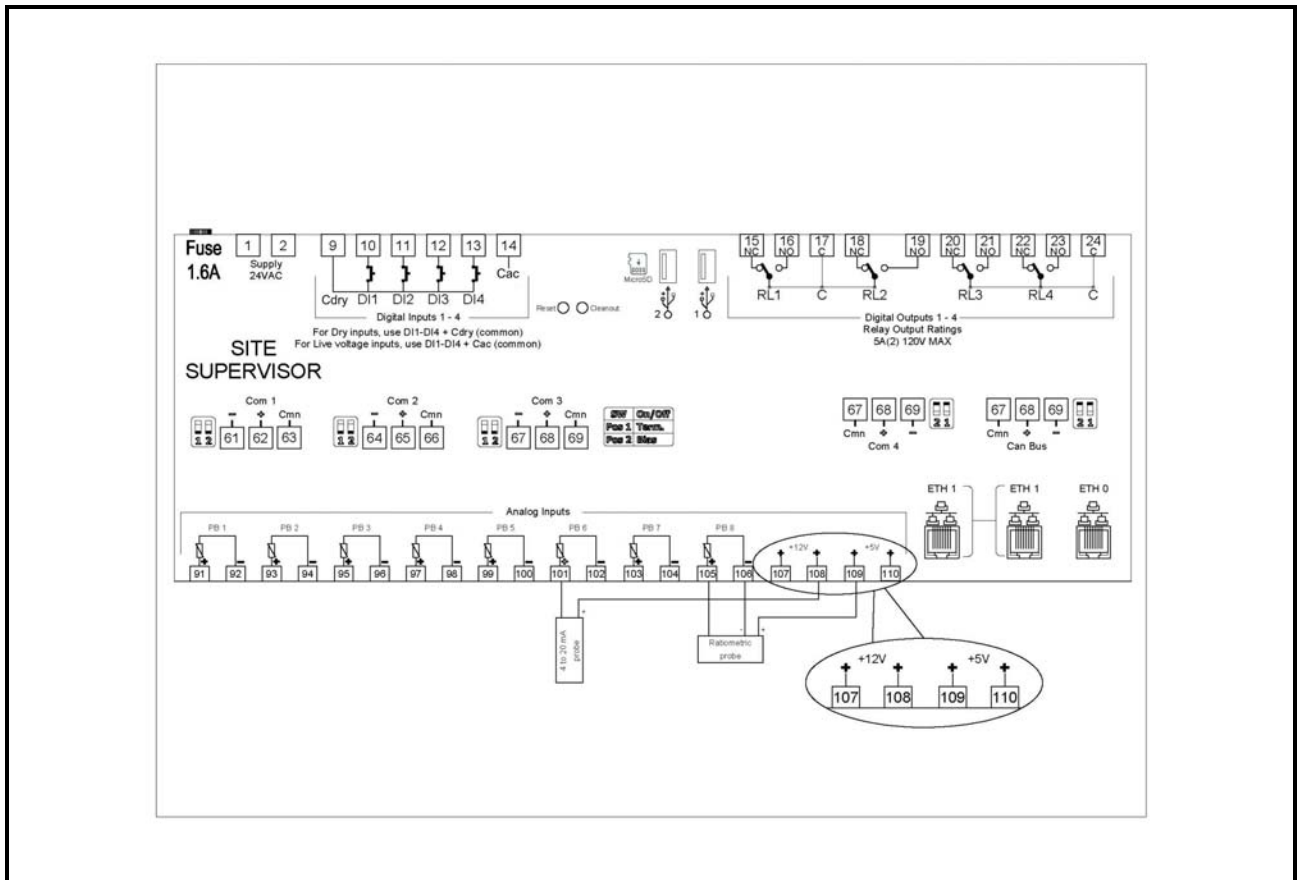 Fuse
1.6A
1 2
Supply
24VAC
9 10 11 12 13 14
Cac
Cdry DI1 DI2 DI3 DI4
Digital Inputs 1 - 4
For Dry inputs, use DI1-DI4 + Cdry (common)
For Live voltage inputs, use DI1-DI4 + Cac (common)
Reset Cleanout
MicroSD
2 1
15 16 17 18 19 20 21 22 23 24
NC NO C NC NO NC NO NC NO C
RL1 C RL2 RL3 RL4 C
Digital Outputs 1 - 4
Relay Output Ratings
5A(2) 120V MAX
SITE
SUPERVISOR
Com 1
- + Cmn
1 2 61 62 63
Com 2
- + Cmn
1 2 64 65 66
Com 3
- + Cmn
1 2 67 68 69
SW On/Off
Pos 1 Term.
Pos 2 Bias
67 68 69 2 1
Cmn + -
Com 4
67 68 69 2 1
Cmn + -
Can Bus
ETH 1 ETH 1 ETH 0
Analog Inputs
PB 1 PB 2 PB 3 PB 4 PB 5 PB 6 PB 7 PB 8
+12V +5V
91 92 93 94 95 96 97 98 99 100 101 102 103 104 105 106 107 108 109 110
4 to 20 mA
probe
Ratiometric
probe
+12V +5V
107 108 109 110